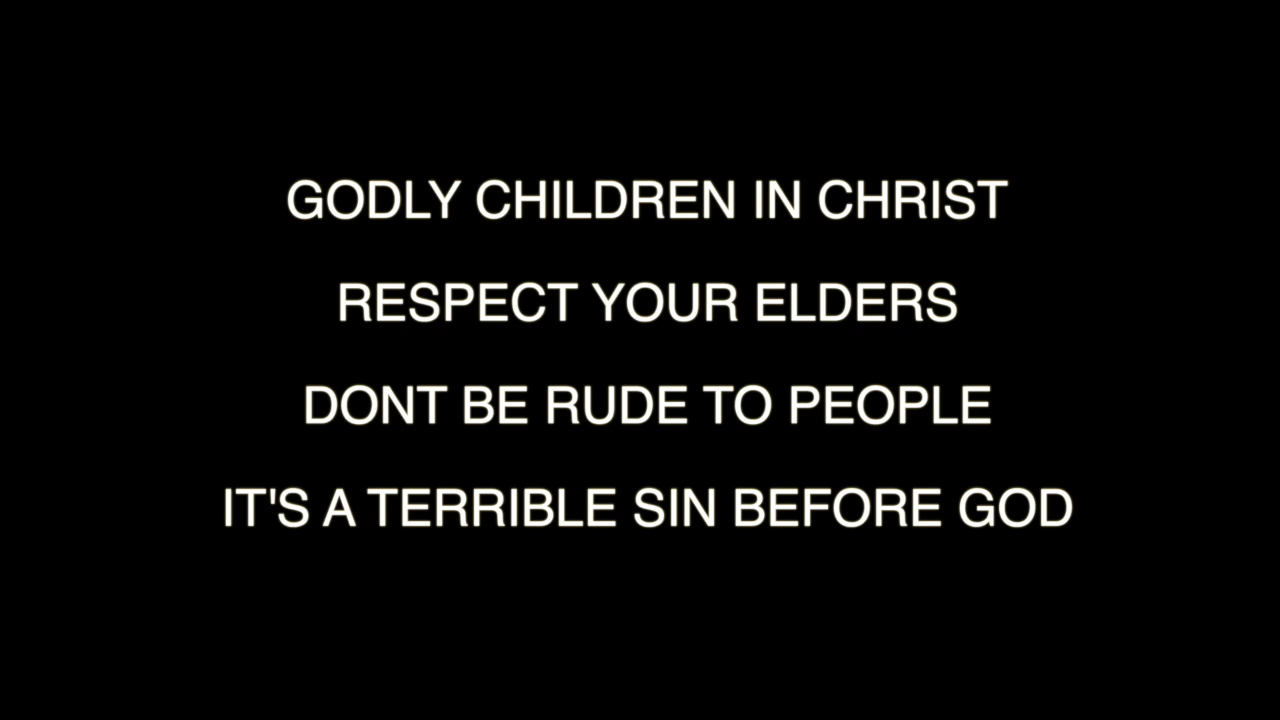 GODLY CHILDREN IN CHRIST
RESPECT YOUR ELDERS
DONT BE RUDE TO PEOPLE
IT'S A TERRIBLE SIN BEFORE GOD